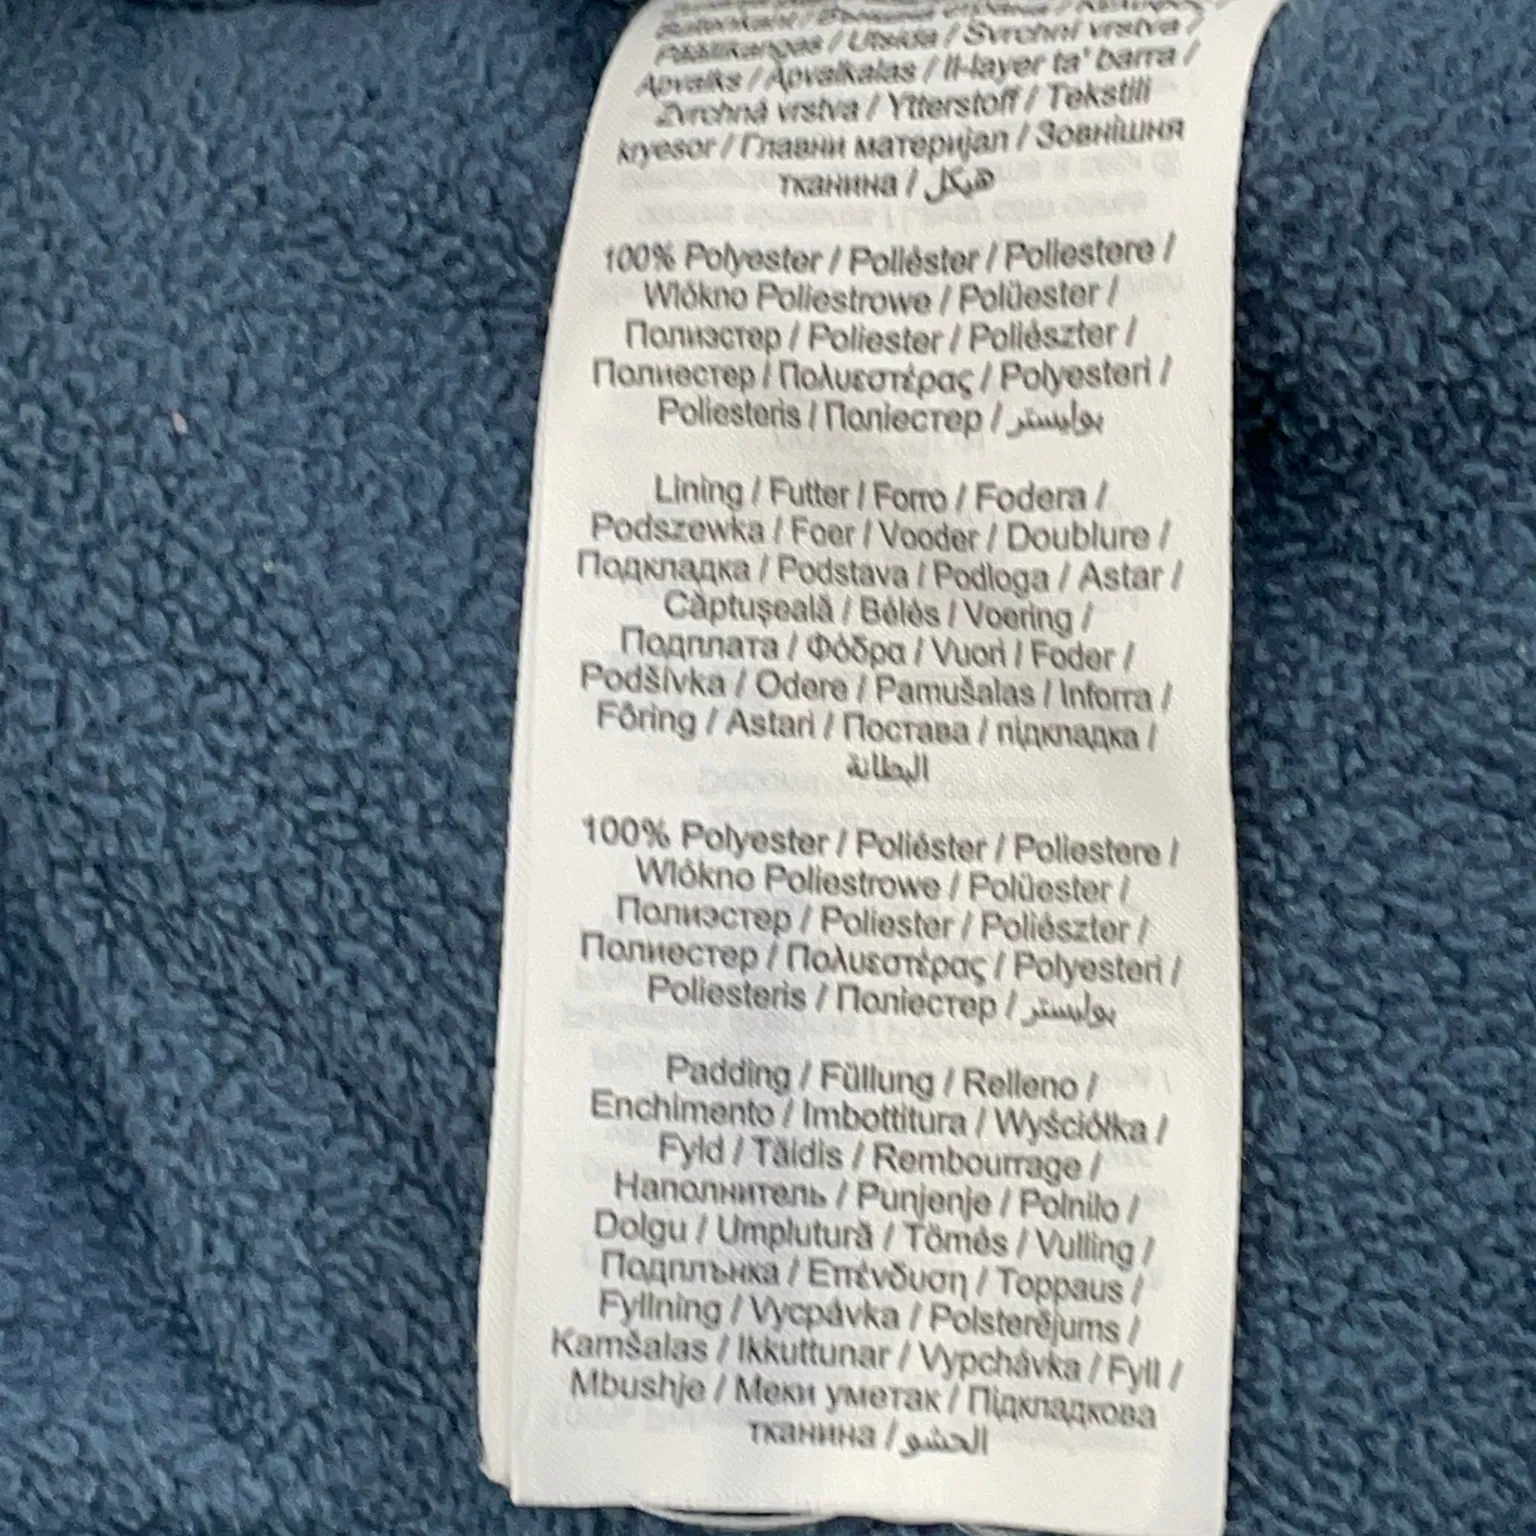 Päällikangas / Utsida / Svrchní vrstva /
Apvalks / Apvalkalas / Il-layer ta' barra /
Zvrchná vrstva / Ytterstoff / Tekstili
kryesor / Главни материјал / Зовнішня
тканина / هيكل
100% Polyester / Poliéster / Poliestere /
Wlókno Poliestrowe / Polüester /
Полиэстер / Poliester / Poliészter /
Полиестер / Πολυεστέρας / Polyesteri /
Poliesteris / Поліестер / بوليستر
Lining / Futter / Forro / Fodera /
Podszewka / Foer / Vooder / Doublure /
Подкладка / Podstava / Podloga / Astar /
Càptuşeală / Bélés / Voering /
Подплата / Φόδρα / Vuori / Foder /
Podšívka / Odere / Pamušalas / Inforra /
Fôring / Astari / Постава / підкладка /
البطانة
100% Polyester / Poliéster / Poliestere /
Wlókno Poliestrowe / Polüester /
Полиэстер / Poliester / Poliészter /
Полиестер / Πολυεστέρας / Polyesteri /
Poliesteris / Поліестер / بوليستر
Padding / Füllung / Relleno /
Enchimento / Imbottitura / Wyściółka /
Fyld / Täidis / Rembourrage /
Наполнитель / Punjenje / Polnilo /
Dolgu / Umplutură / Tömés / Vulling /
Подплънка / Επένδυση / Toppaus /
Fyllning / Vycpávka / Polsterējums /
Kamšalas / Ikkuttunar / Vypchávka / Fyll /
Mbushje / Меки уметак / Підкладкова
тканина / الحشو